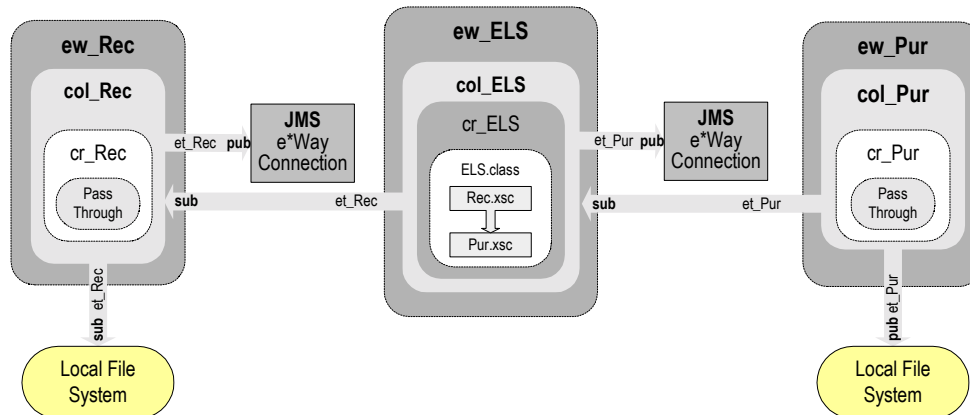 ew_Rec
col_Rec
cr_Rec
Pass
Through
et_Rec pub
JMS
e*Way
Connection
sub et_Rec
sub et_Rec
Local File
System
ew_ELS
col_ELS
cr_ELS
ELS.class
Rec.xsc
Pur.xsc
et_Pur pub
JMS
e*Way
Connection
sub et_Pur
ew_Pur
col_Pur
cr_Pur
Pass
Through
pub et_Pur
Local File
System